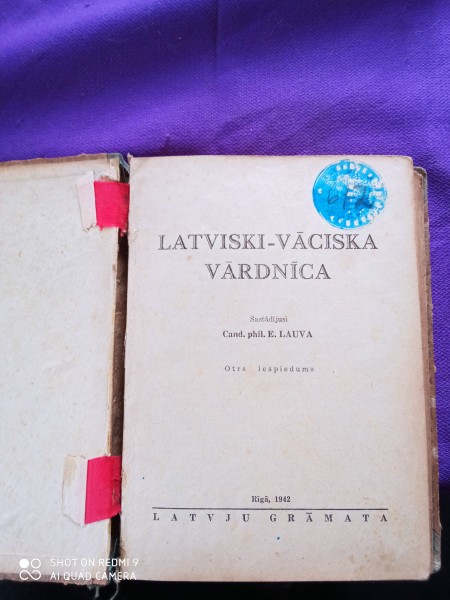 LATVISKI-VĀCISKA
VĀRDNĪCA
Sastādījusi
Cand. phil. E. LAUVA
Otrs iespiedums
Rīgā, 1942
LATVJU GRĀMATA
SHOT ON REDMI 9
AI QUAD CAMERA